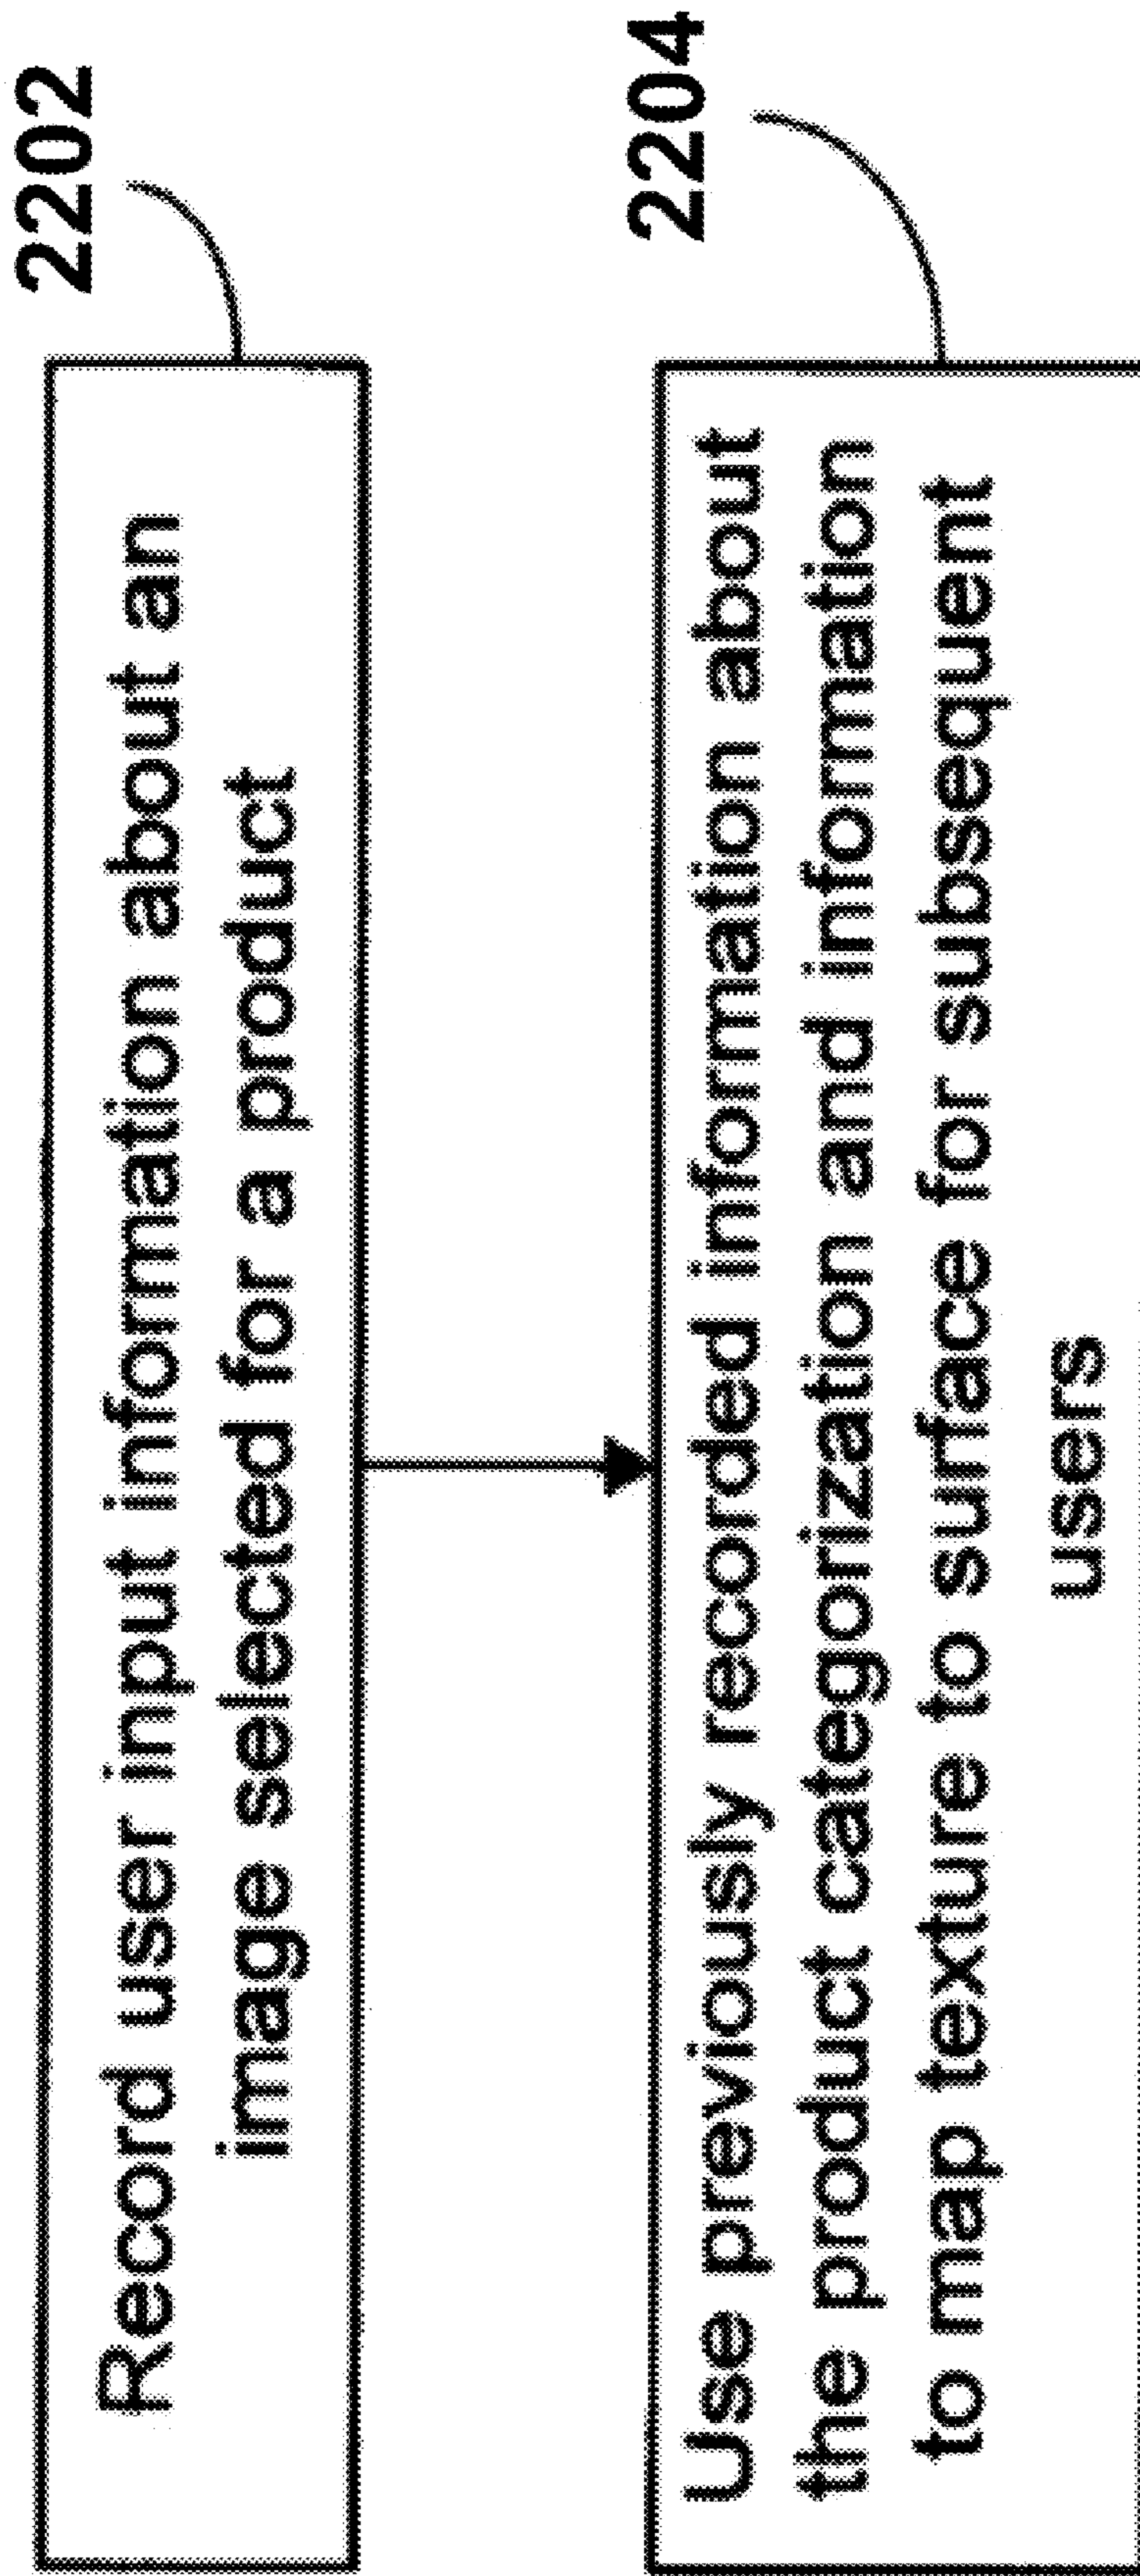 2202
Record user input information about an
image selected for a product
2204
Use previously recorded information about
the product categorization and information
to map texture to surface for subsequent
users